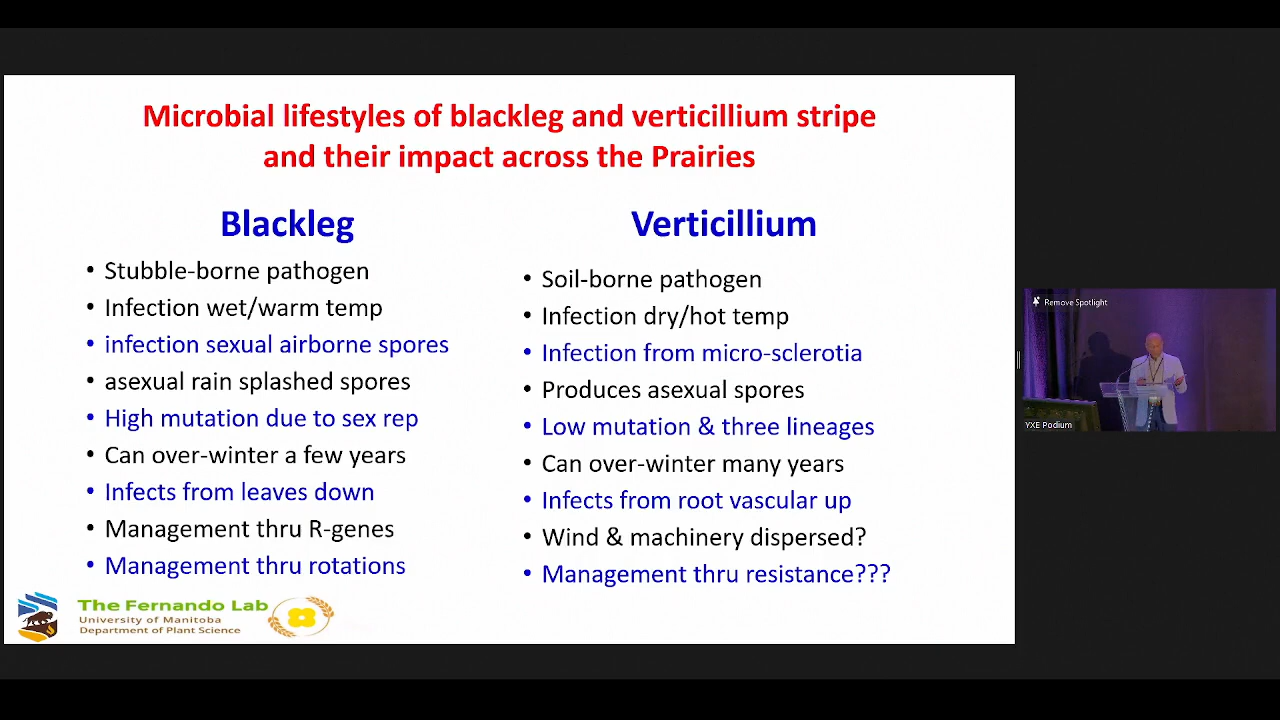 Microbial lifestyles of blackleg and verticillium stripe
and their impact across the Prairies
Blackleg
• Stubble-borne pathogen
• Infection wet/warm temp
• infection sexual airborne spores
• asexual rain splashed spores
• High mutation due to sex rep
• Can over-winter a few years
• Infects from leaves down
• Management thru R-genes
• Management thru rotations
Verticillium
• Soil-borne pathogen
• Infection dry/hot temp
• Infection from micro-sclerotia
• Produces asexual spores
• Low mutation & three lineages
• Can over-winter many years
• Infects from root vascular up
• Wind & machinery dispersed?
• Management thru resistance???
The Fernando Lab
University of Manitoba
Department of Plant Science
Remove Spotlight
YXE Podium